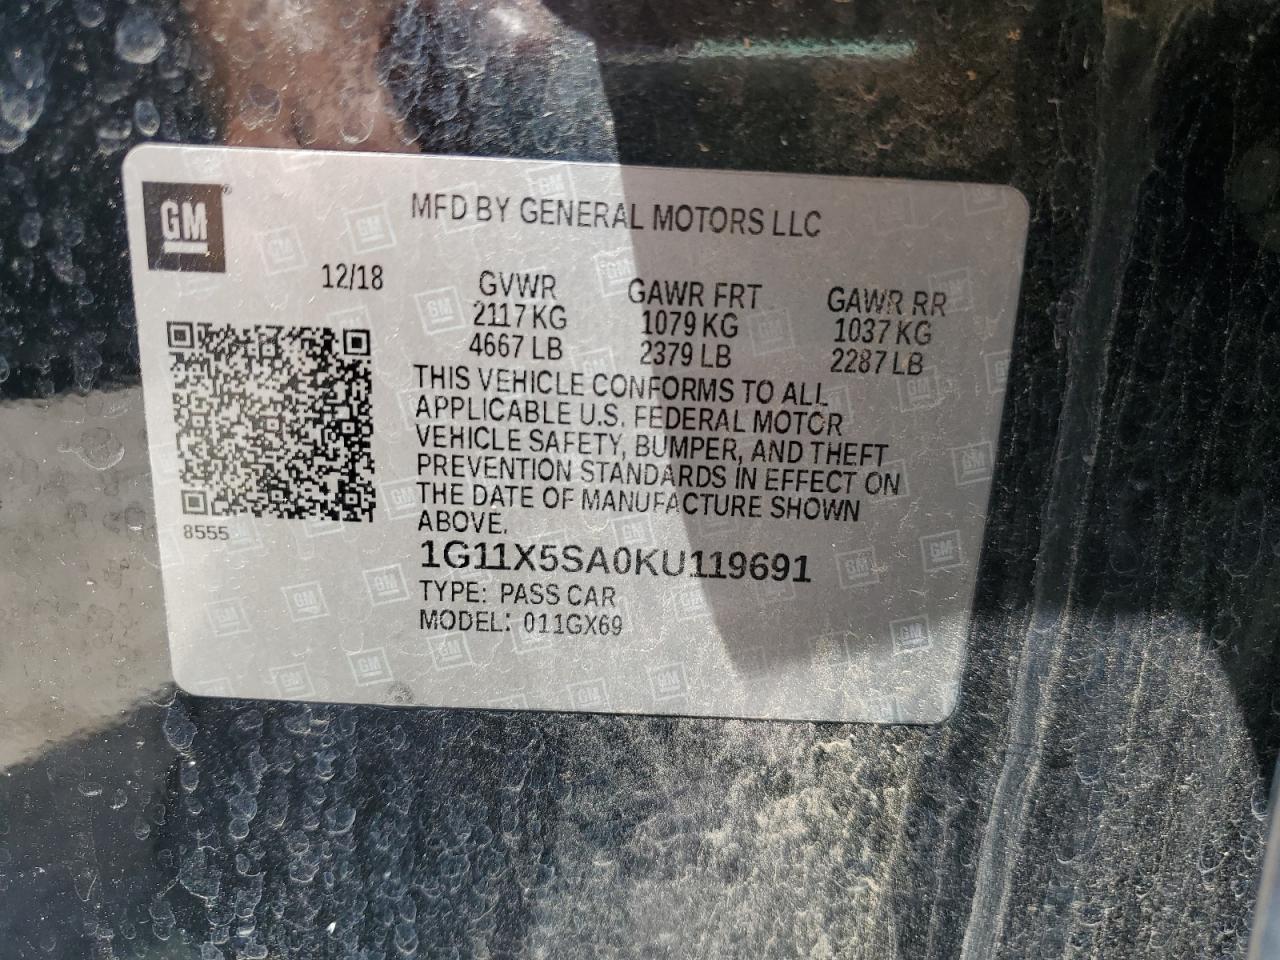 GM®
MFD BY GENERAL MOTORS LLC
12/18 GVWR GAWR FRT GAWR RR
2117 KG 1079 KG 1037 KG
4667 LB 2379 LB 2287 LB
THIS VEHICLE CONFORMS TO ALL
APPLICABLE U.S. FEDERAL MOTOR
VEHICLE SAFETY, BUMPER, AND THEFT
PREVENTION STANDARDS IN EFFECT ON
THE DATE OF MANUFACTURE SHOWN
ABOVE.
8555
1G11X5SA0KU119691
TYPE: PASS CAR
MODEL: 011GX69